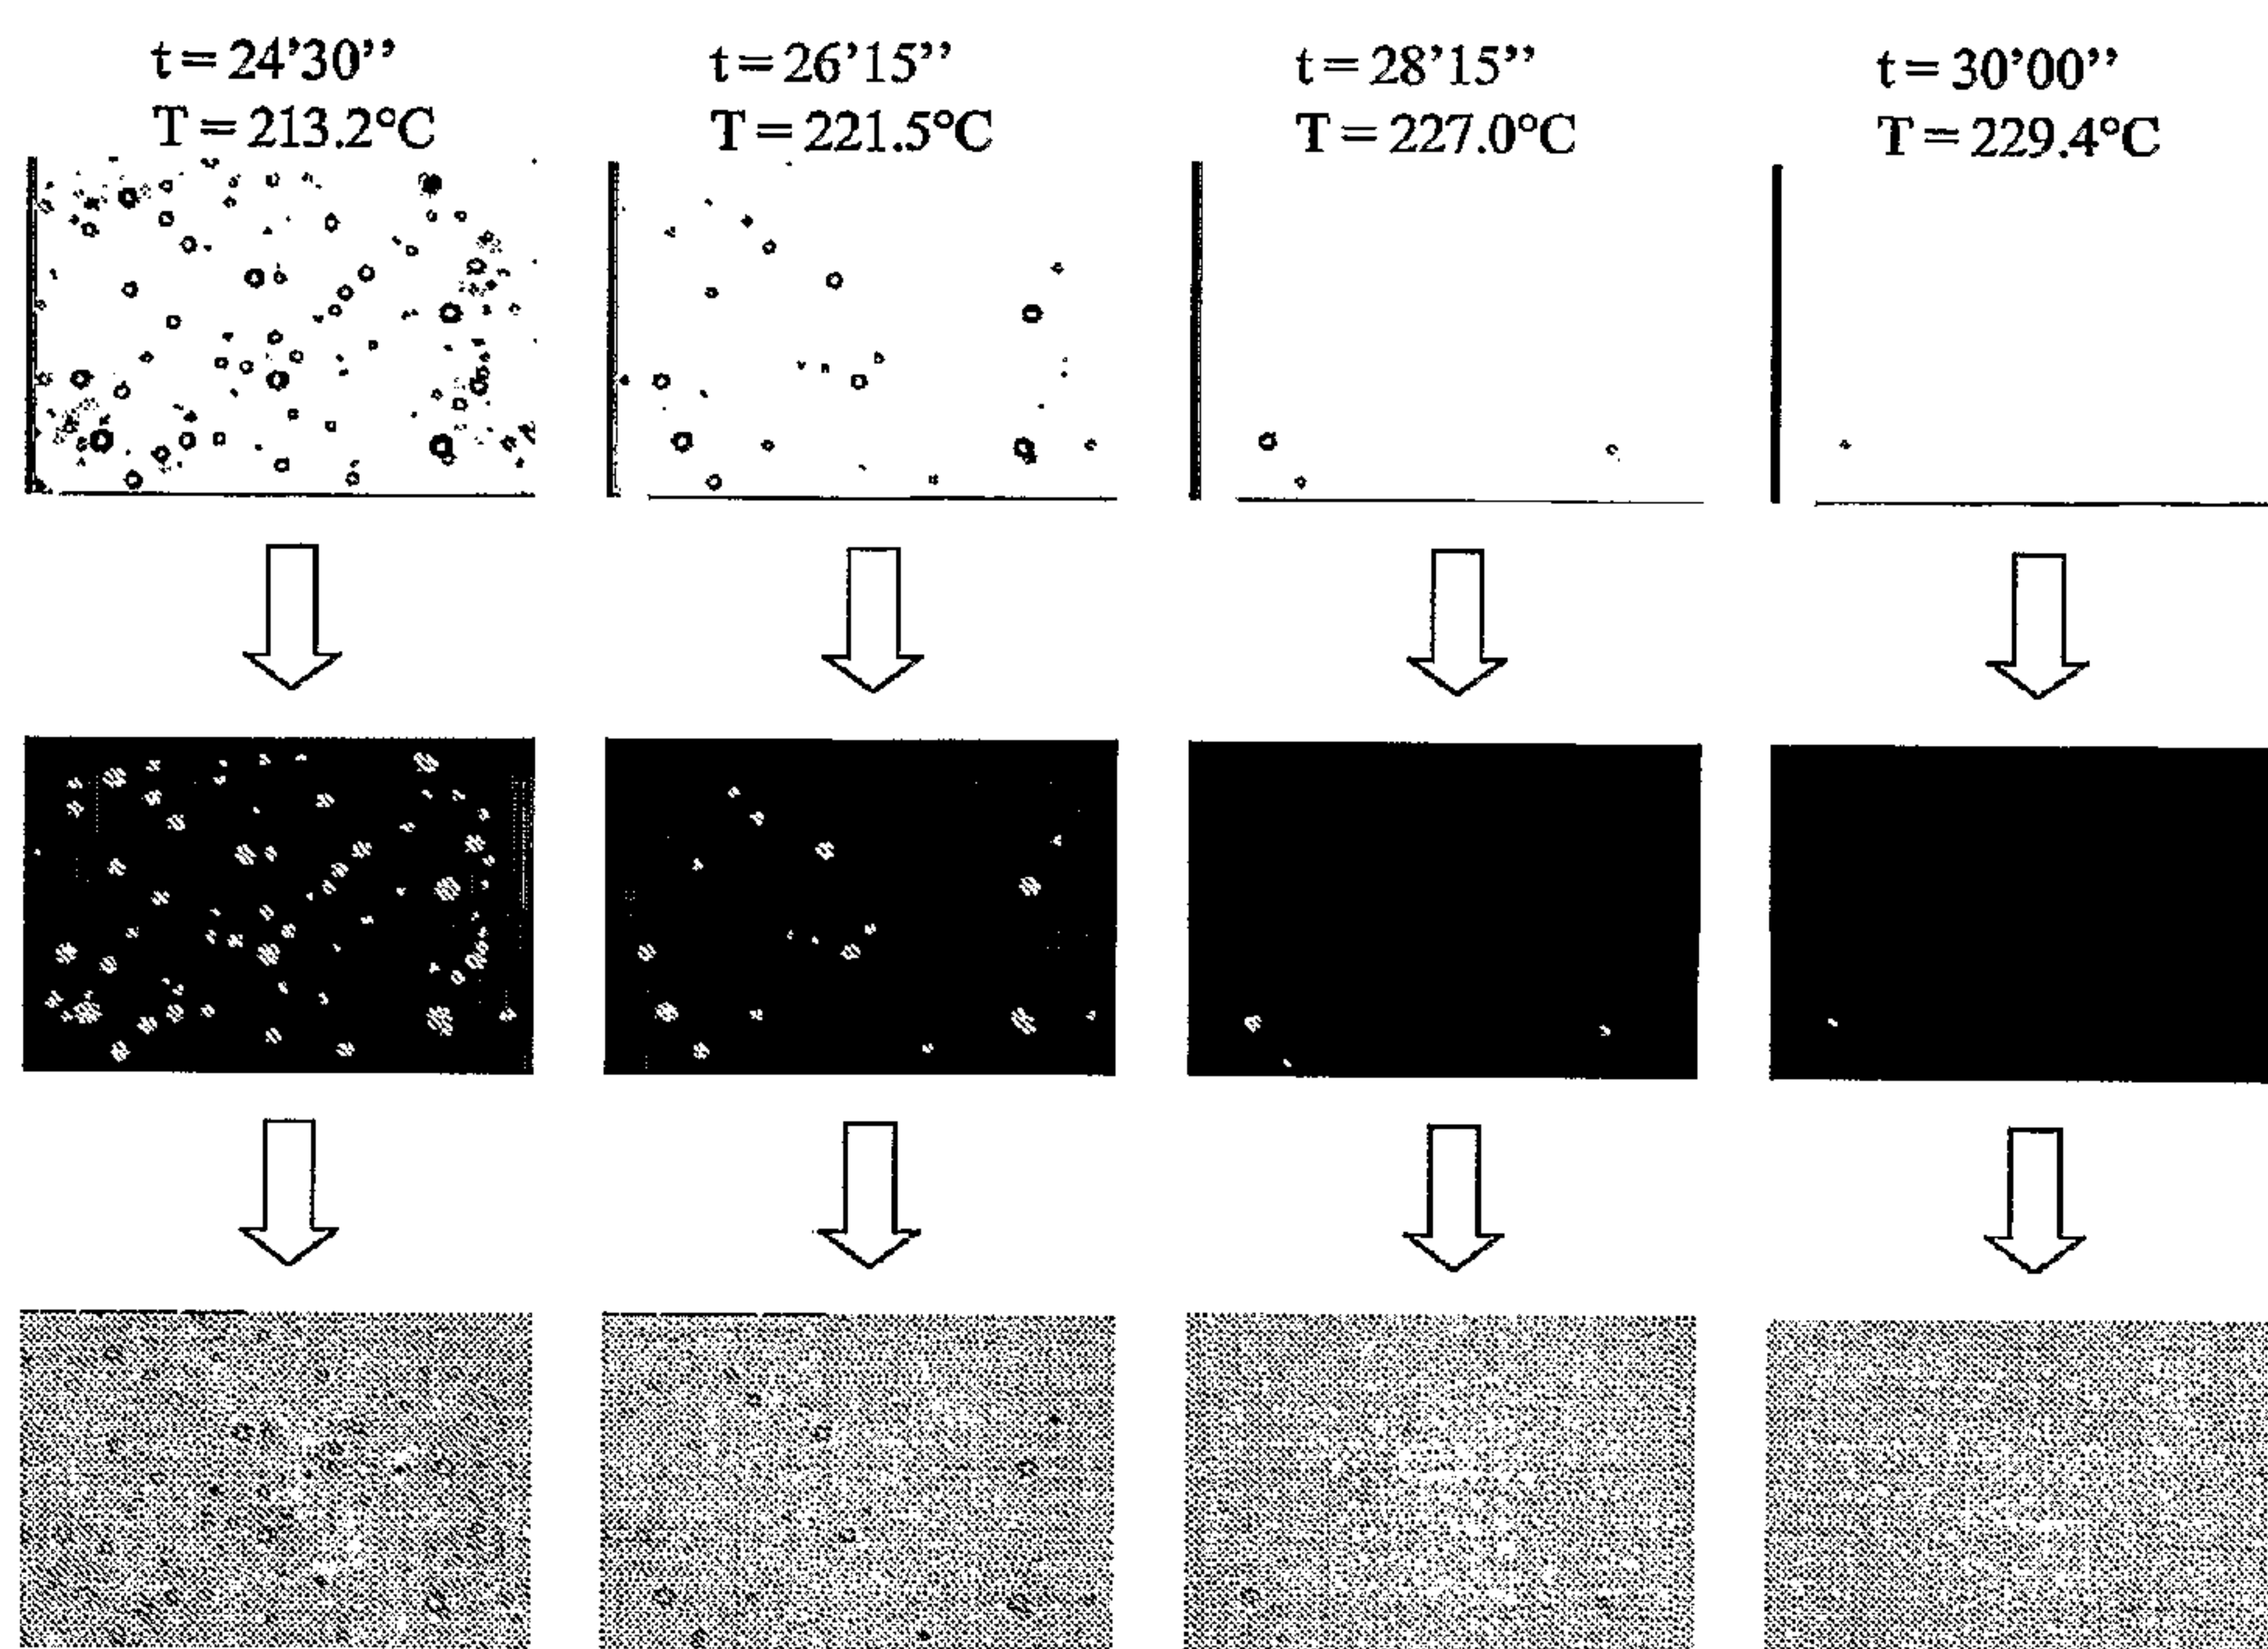 t = 24'30''
T = 213.2°C
t = 26'15''
T = 221.5°C
t = 28'15''
T = 227.0°C
t = 30'00''
T = 229.4°C